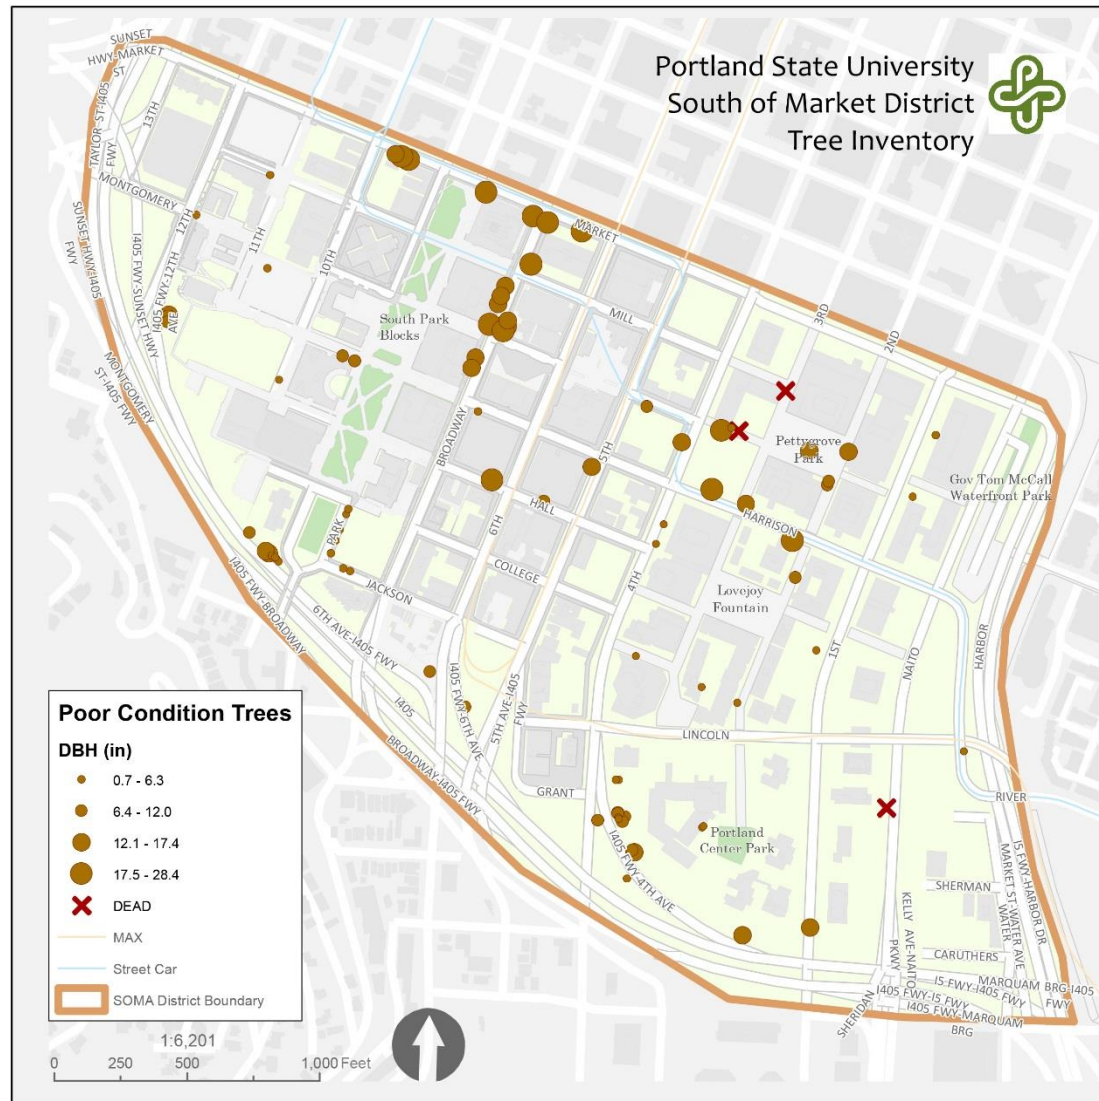 Portland State University
South of Market District
Tree Inventory
SUNSET
HWY-MARKET
ST
TAYLOR-ST-I405
FWY
13TH
MONTGOMERY
12TH
11TH
10TH
SUNSET HWY-I405
FWY
I405 FWY-SUNSET HWY
I405 FWY-12TH
AVE
MONTGOMERY
ST-I405 FWY
MARKET
South Park
Blocks
MILL
3RD
2ND
BROADWAY
5TH
6TH
Pettygrove
Park
Gov Tom McCall
Waterfront Park
HALL
HARRISON
PARK
COLLEGE
4TH
JACKSON
Lovejoy
Fountain
I405 FWY-BROADWAY
6TH AVE-I405 FWY
1ST
NAITO
HARBOR
I405
I405 FWY-6TH AVE
5TH AVE-I405
FWY
LINCOLN
BROADWAY-I405 FWY
GRANT
RIVER
Portland
Center Park
I405 FWY-4TH AVE
I5 FWY-HARBOR DR
MARKET ST-WATER AVE
WATER
SHERMAN
KELLY AVE-NAITO
PKWY
CARUTHERS
MARQUAM BRG-I405
FWY
I5 FWY-I405 FWY
I405 FWY-I5 FWY
I405 FWY-MARQUAM
BRG
SHERIDAN
Poor Condition Trees
DBH (in)
0.7 - 6.3
6.4 - 12.0
12.1 - 17.4
17.5 - 28.4
DEAD
MAX
Street Car
SOMA District Boundary
1:6,201
0 250 500 1,000 Feet